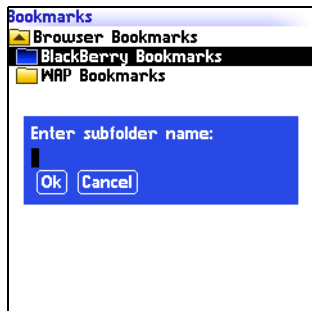 Bookmarks
Browser Bookmarks
BlackBerry Bookmarks
WAP Bookmarks
Enter subfolder name:
Ok Cancel